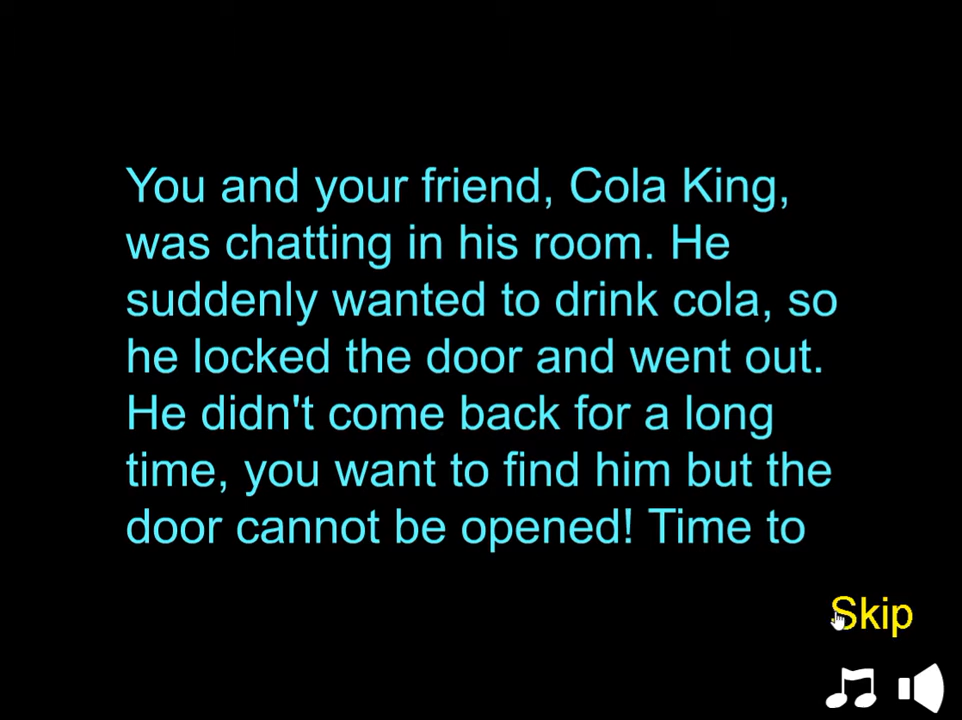 You and your friend, Cola King,
was chatting in his room. He
suddenly wanted to drink cola, so
he locked the door and went out.
He didn't come back for a long
time, you want to find him but the
door cannot be opened! Time to
Skip